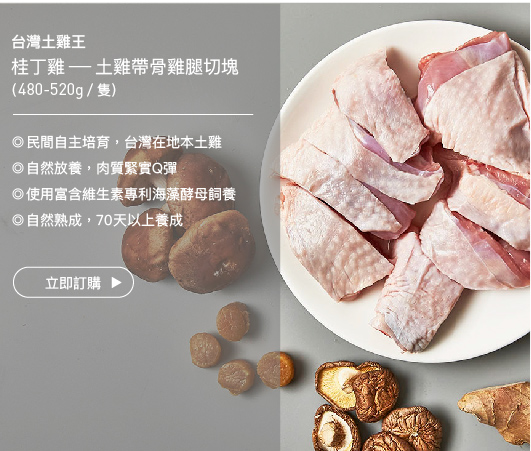 台灣土雞王
桂丁雞 — 土雞帶骨雞腿切塊
(480-520g / 隻)
◎民間自主培育，台灣在地本土雞
◎自然放養，肉質緊實Q彈
◎使用富含維生素專利海藻酵母飼養
◎自然熟成，70天以上養成
立即訂購 ▶